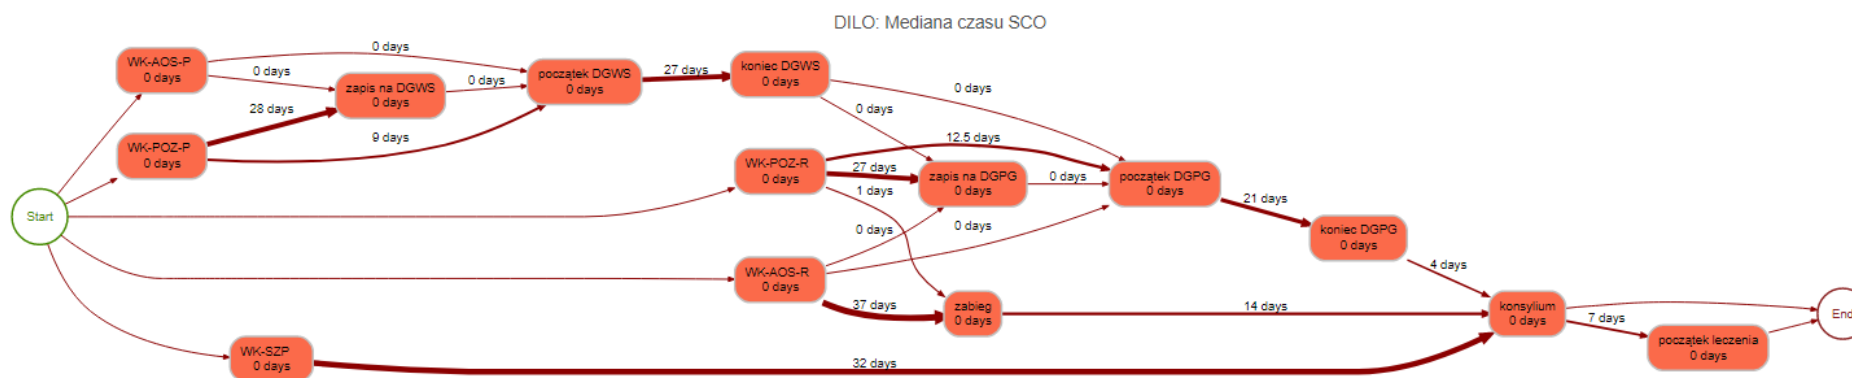 DILO: Mediana czasu SCO
WK-AOS-P
0 days
0 days
0 days
zapis na DGWS
0 days
28 days
WK-POZ-P
0 days
9 days
0 days
początek DGWS
0 days
27 days
koniec DGWS
0 days
0 days
0 days
12.5 days
WK-POZ-R
0 days
27 days
1 days
zapis na DGPG
0 days
0 days
początek DGPG
0 days
Start
0 days
0 days
21 days
koniec DGPG
0 days
WK-AOS-R
0 days
37 days
zabieg
0 days
4 days
14 days
konsylium
0 days
7 days
początek leczenia
0 days
End
WK-SZP
0 days
32 days